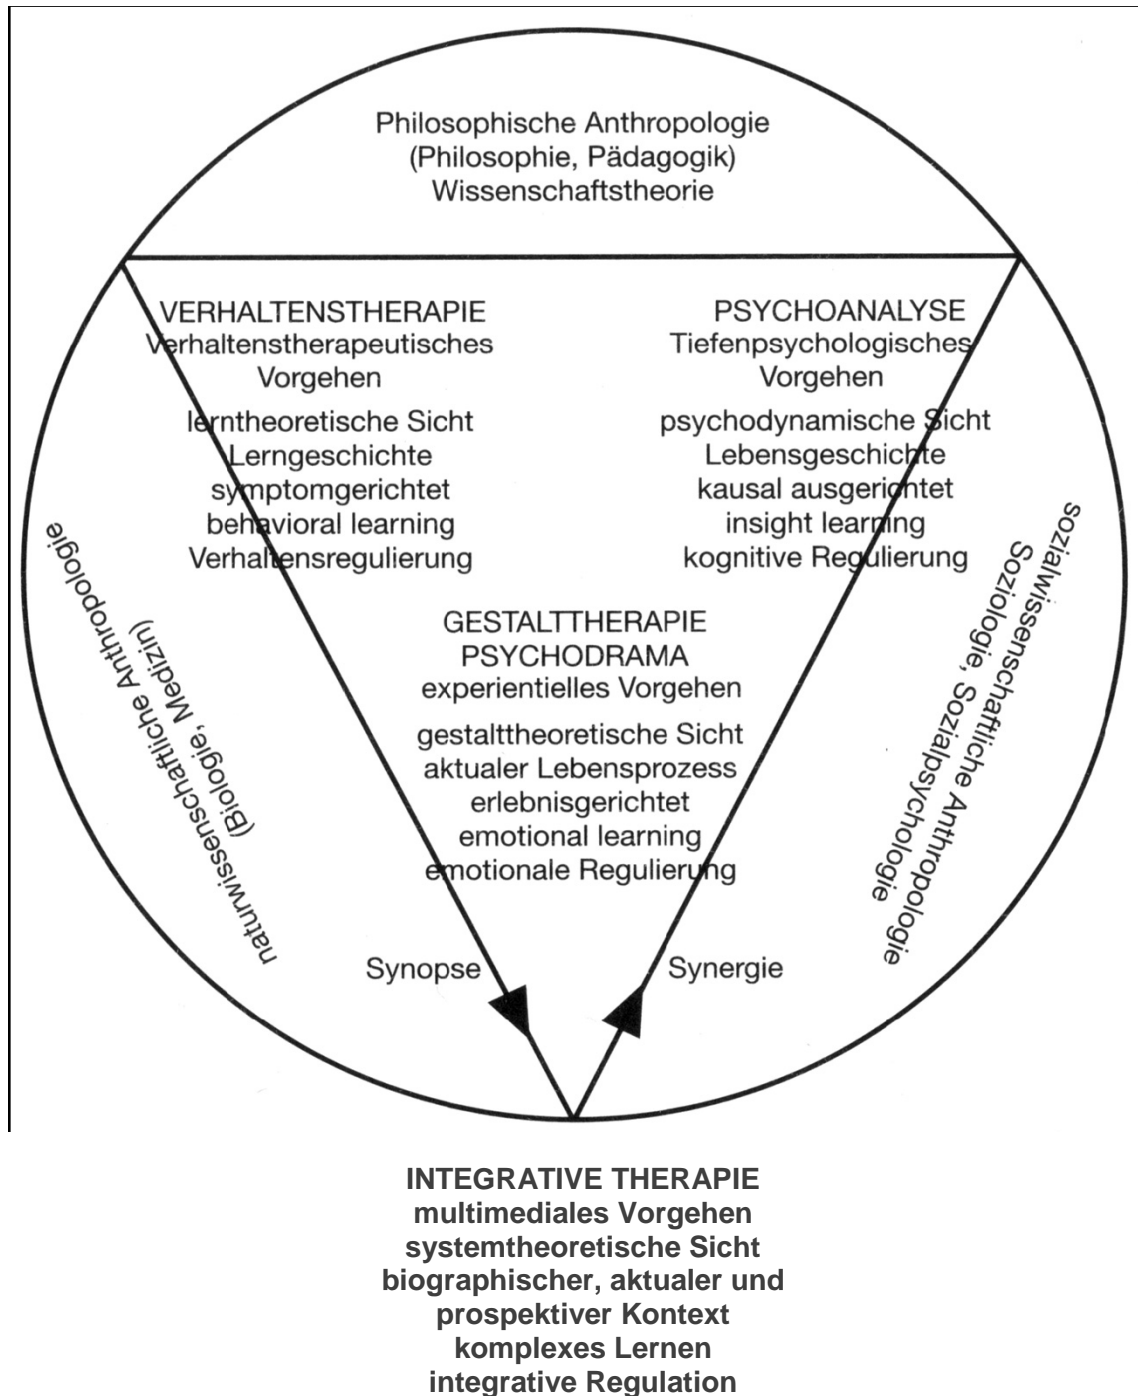 Philosophische Anthropologie
(Philosophie, Pädagogik)
Wissenschaftstheorie
VERHALTENSTHERAPIE
Verhaltenstherapeutisches
Vorgehen
lerntheoretische Sicht
Lerngeschichte
symptomgerichtet
behavioral learning
Verhaltensregulierung
PSYCHOANALYSE
Tiefenpsychologisches
Vorgehen
psychodynamische Sicht
Lebensgeschichte
kausal ausgerichtet
insight learning
kognitive Regulierung
GESTALTTHERAPIE
PSYCHODRAMA
experientielles Vorgehen
gestalttheoretische Sicht
aktualer Lebensprozess
erlebnisgerichtet
emotional learning
emotionale Regulierung
naturwissenschaftliche Anthropologie
(Biologie, Medizin)
sozialwissenschaftliche Anthropologie
Soziologie, Sozialpsychologie
Synopse
Synergie
INTEGRATIVE THERAPIE
multimediales Vorgehen
systemtheoretische Sicht
biographischer, aktualer und
prospektiver Kontext
komplexes Lernen
integrative Regulation